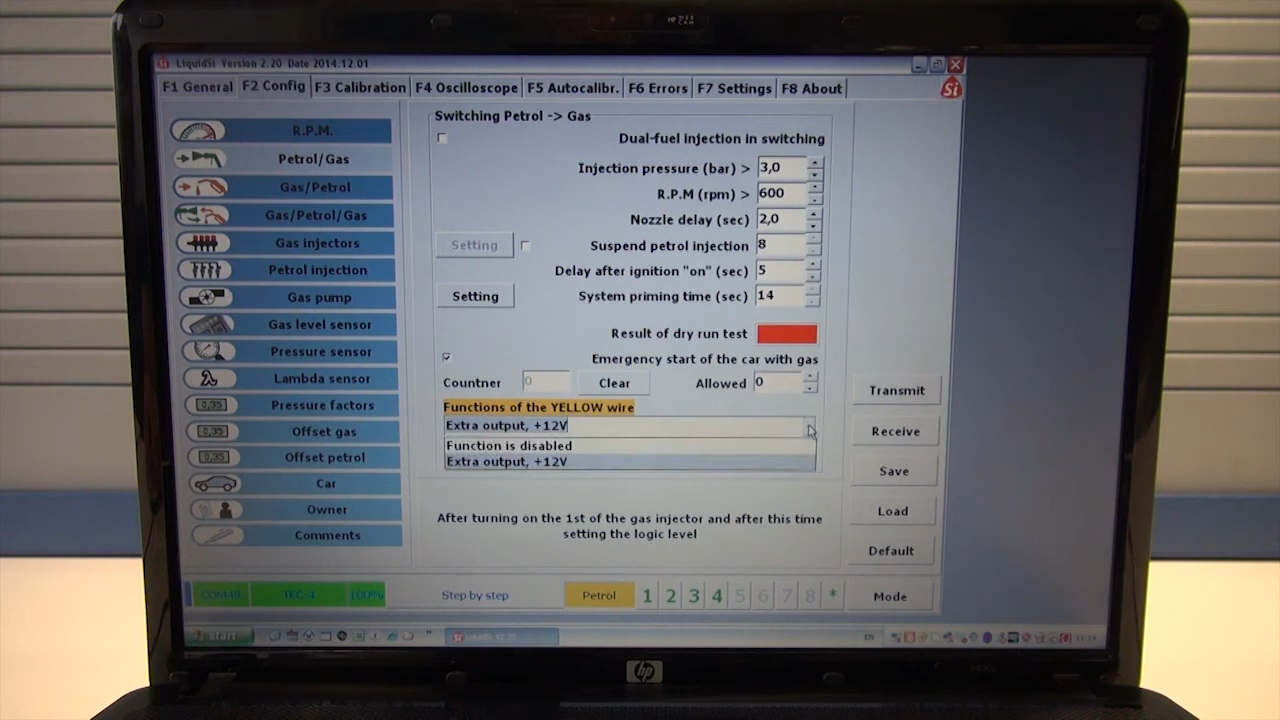 LiquidSi Version 2.20 Date 2014.12.01
F1 General F2 Config F3 Calibration F4 Oscilloscope F5 Autocalibr. F6 Errors F7 Settings F8 About
Si
R.P.M.
Petrol/Gas
Gas/Petrol
Gas/Petrol/Gas
Gas injectors
Petrol injection
Gas pump
Gas level sensor
Pressure sensor
Lambda sensor
Pressure factors
Offset gas
Offset petrol
Car
Owner
Comments
Switching Petrol -> Gas
Dual-fuel injection in switching
Injection pressure (bar) > 3,0
R.P.M (rpm) > 600
Nozzle delay (sec) 2,0
Setting Suspend petrol injection 8
Delay after ignition "on" (sec) 5
Setting System priming time (sec) 14
Result of dry run test
Emergency start of the car with gas
Countner 0 Clear Allowed 0
Functions of the YELLOW wire
Extra output, +12V
Function is disabled
Extra output, +12V
After turning on the 1st of the gas injector and after this time
setting the logic level
Transmit
Receive
Save
Load
Default
Mode
COM40 TFC-4 100% Step by step Petrol 1 2 3 4 5 6 7 8 *
Start EN
hp